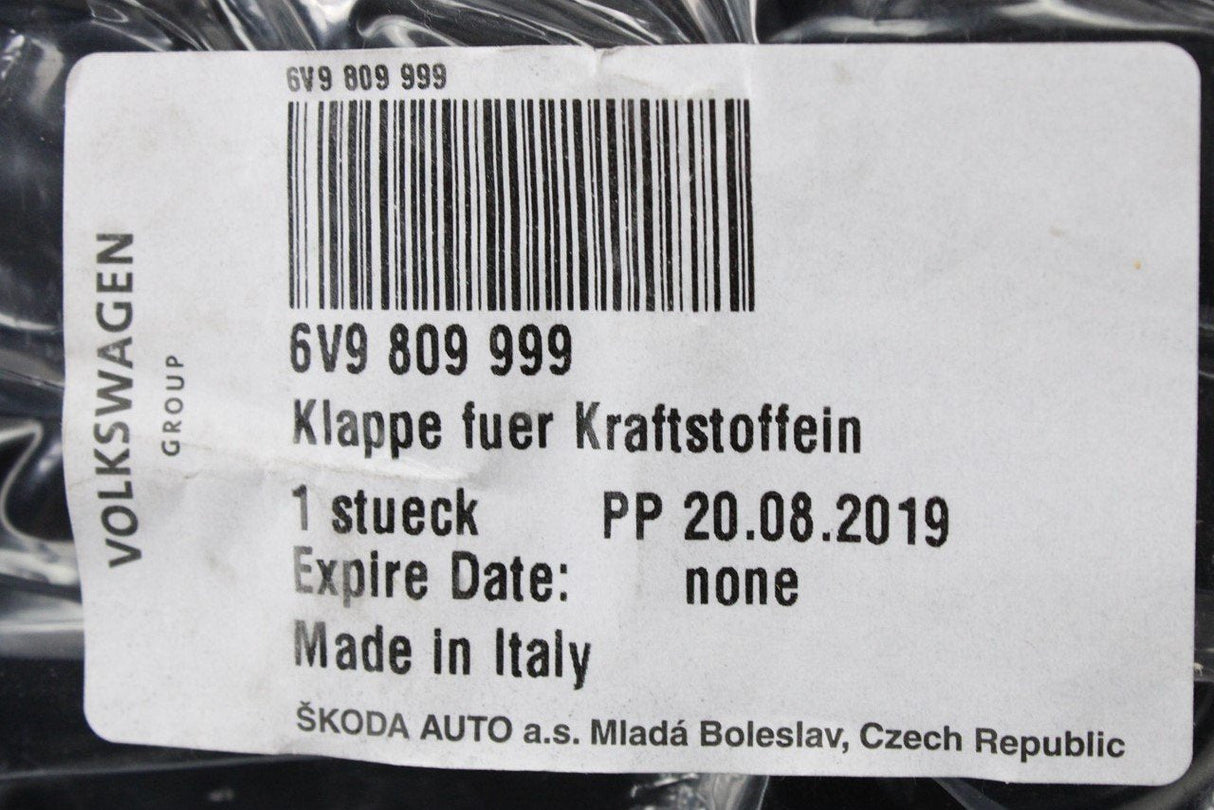 6V9 809 999
6V9 809 999
Klappe fuer Kraftstoffein
1 stueck PP 20.08.2019
Expire Date: none
Made in Italy
ŠKODA AUTO a.s. Mladá Boleslav, Czech Republic
VOLKSWAGEN
GROUP